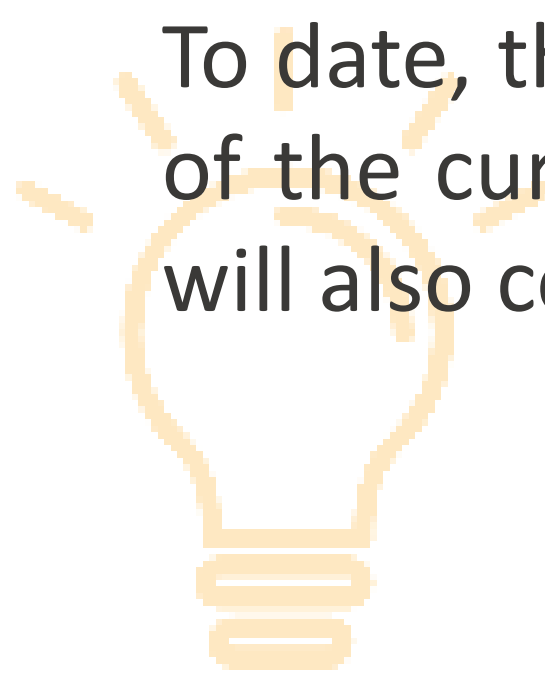 To date,
of the
will also